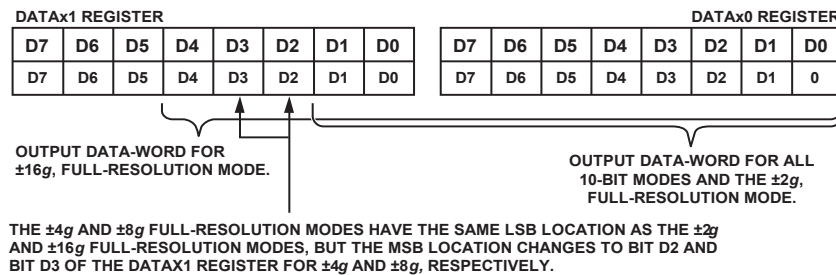 DATAx1 REGISTER DATAx0 REGISTER
D7 D6 D5 D4 D3 D2 D1 D0 D7 D6 D5 D4 D3 D2 D1 D0
D7 D6 D5 D4 D3 D2 D1 D0 D7 D6 D5 D4 D3 D2 D1 0
OUTPUT DATA-WORD FOR
±16g, FULL-RESOLUTION MODE.
OUTPUT DATA-WORD FOR ALL
10-BIT MODES AND THE ±2g,
FULL-RESOLUTION MODE.
THE ±4g AND ±8g FULL-RESOLUTION MODES HAVE THE SAME LSB LOCATION AS THE ±2g
AND ±16g FULL-RESOLUTION MODES, BUT THE MSB LOCATION CHANGES TO BIT D2 AND
BIT D3 OF THE DATAX1 REGISTER FOR ±4g AND ±8g, RESPECTIVELY.